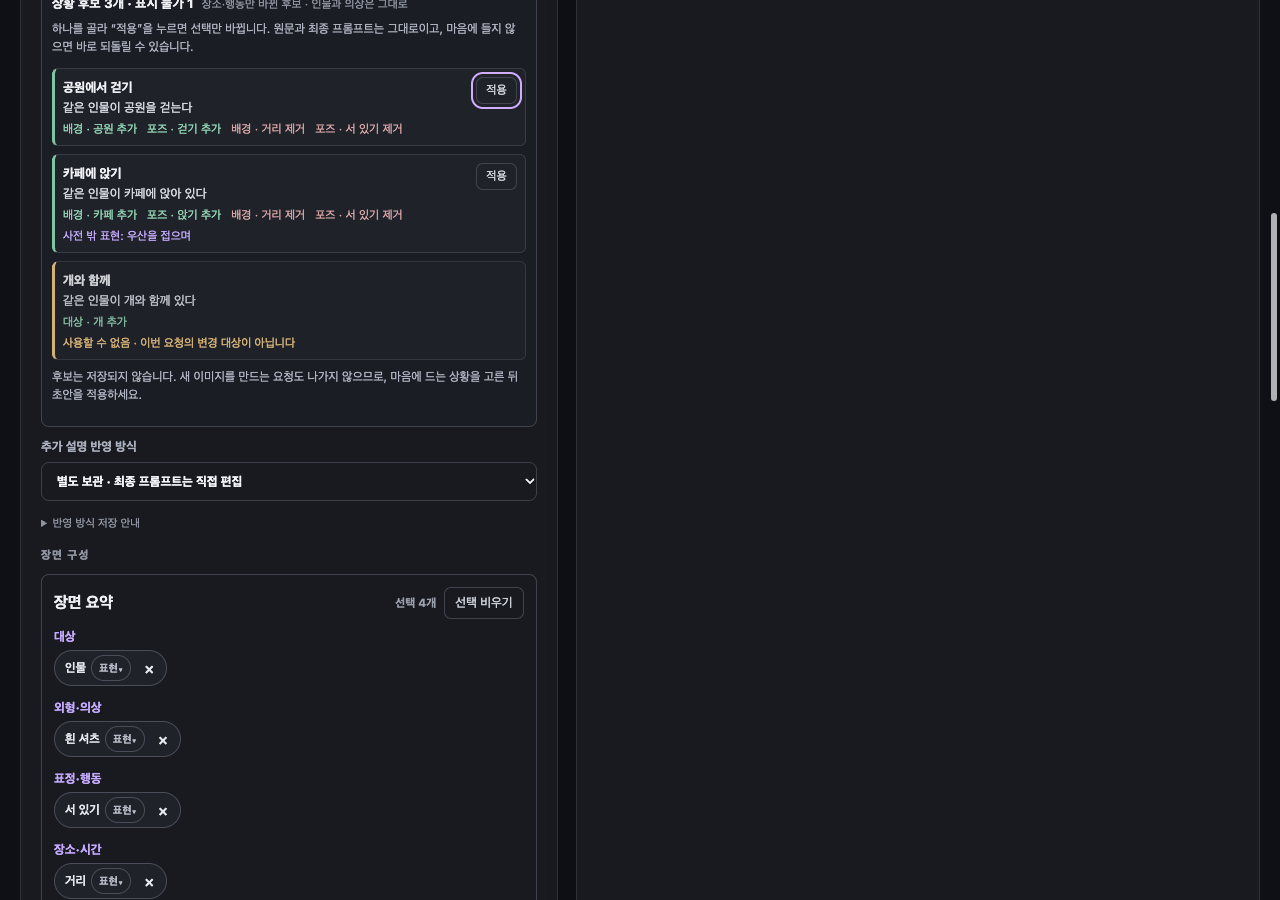 상황 후보 3개 · 표시 불가 1 장소·행동만 바뀐 후보 · 인물과 의상은 그대로
하나를 골라 “적용”을 누르면 선택만 바뀝니다. 원문과 최종 프롬프트는 그대로이고, 마음에 들지 않
으면 바로 되돌릴 수 있습니다.
공원에서 걷기
적용
같은 인물이 공원을 걷는다
배경 · 공원 추가 포즈 · 걷기 추가 배경 · 거리 제거 포즈 · 서 있기 제거
카페에 앉기
적용
같은 인물이 카페에 앉아 있다
배경 · 카페 추가 포즈 · 앉기 추가 배경 · 거리 제거 포즈 · 서 있기 제거
사전 밖 표현: 우산을 접으며
개와 함께
같은 인물이 개와 함께 있다
대상 · 개 추가
사용할 수 없음 · 이번 요청의 변경 대상이 아닙니다
후보는 저장되지 않습니다. 새 이미지를 만드는 요청도 나가지 않으므로, 마음에 드는 상황을 고른 뒤
초안을 적용하세요.
추가 설명 반영 방식
별도 보관 · 최종 프롬프트는 직접 편집
▶ 반영 방식 저장 안내
장면 구성
장면 요약 선택 4개 선택 비우기
대상
인물 표현▾ ×
외형·의상
흰 셔츠 표현▾ ×
표정·행동
서 있기 표현▾ ×
장소·시간
거리 표현▾ ×